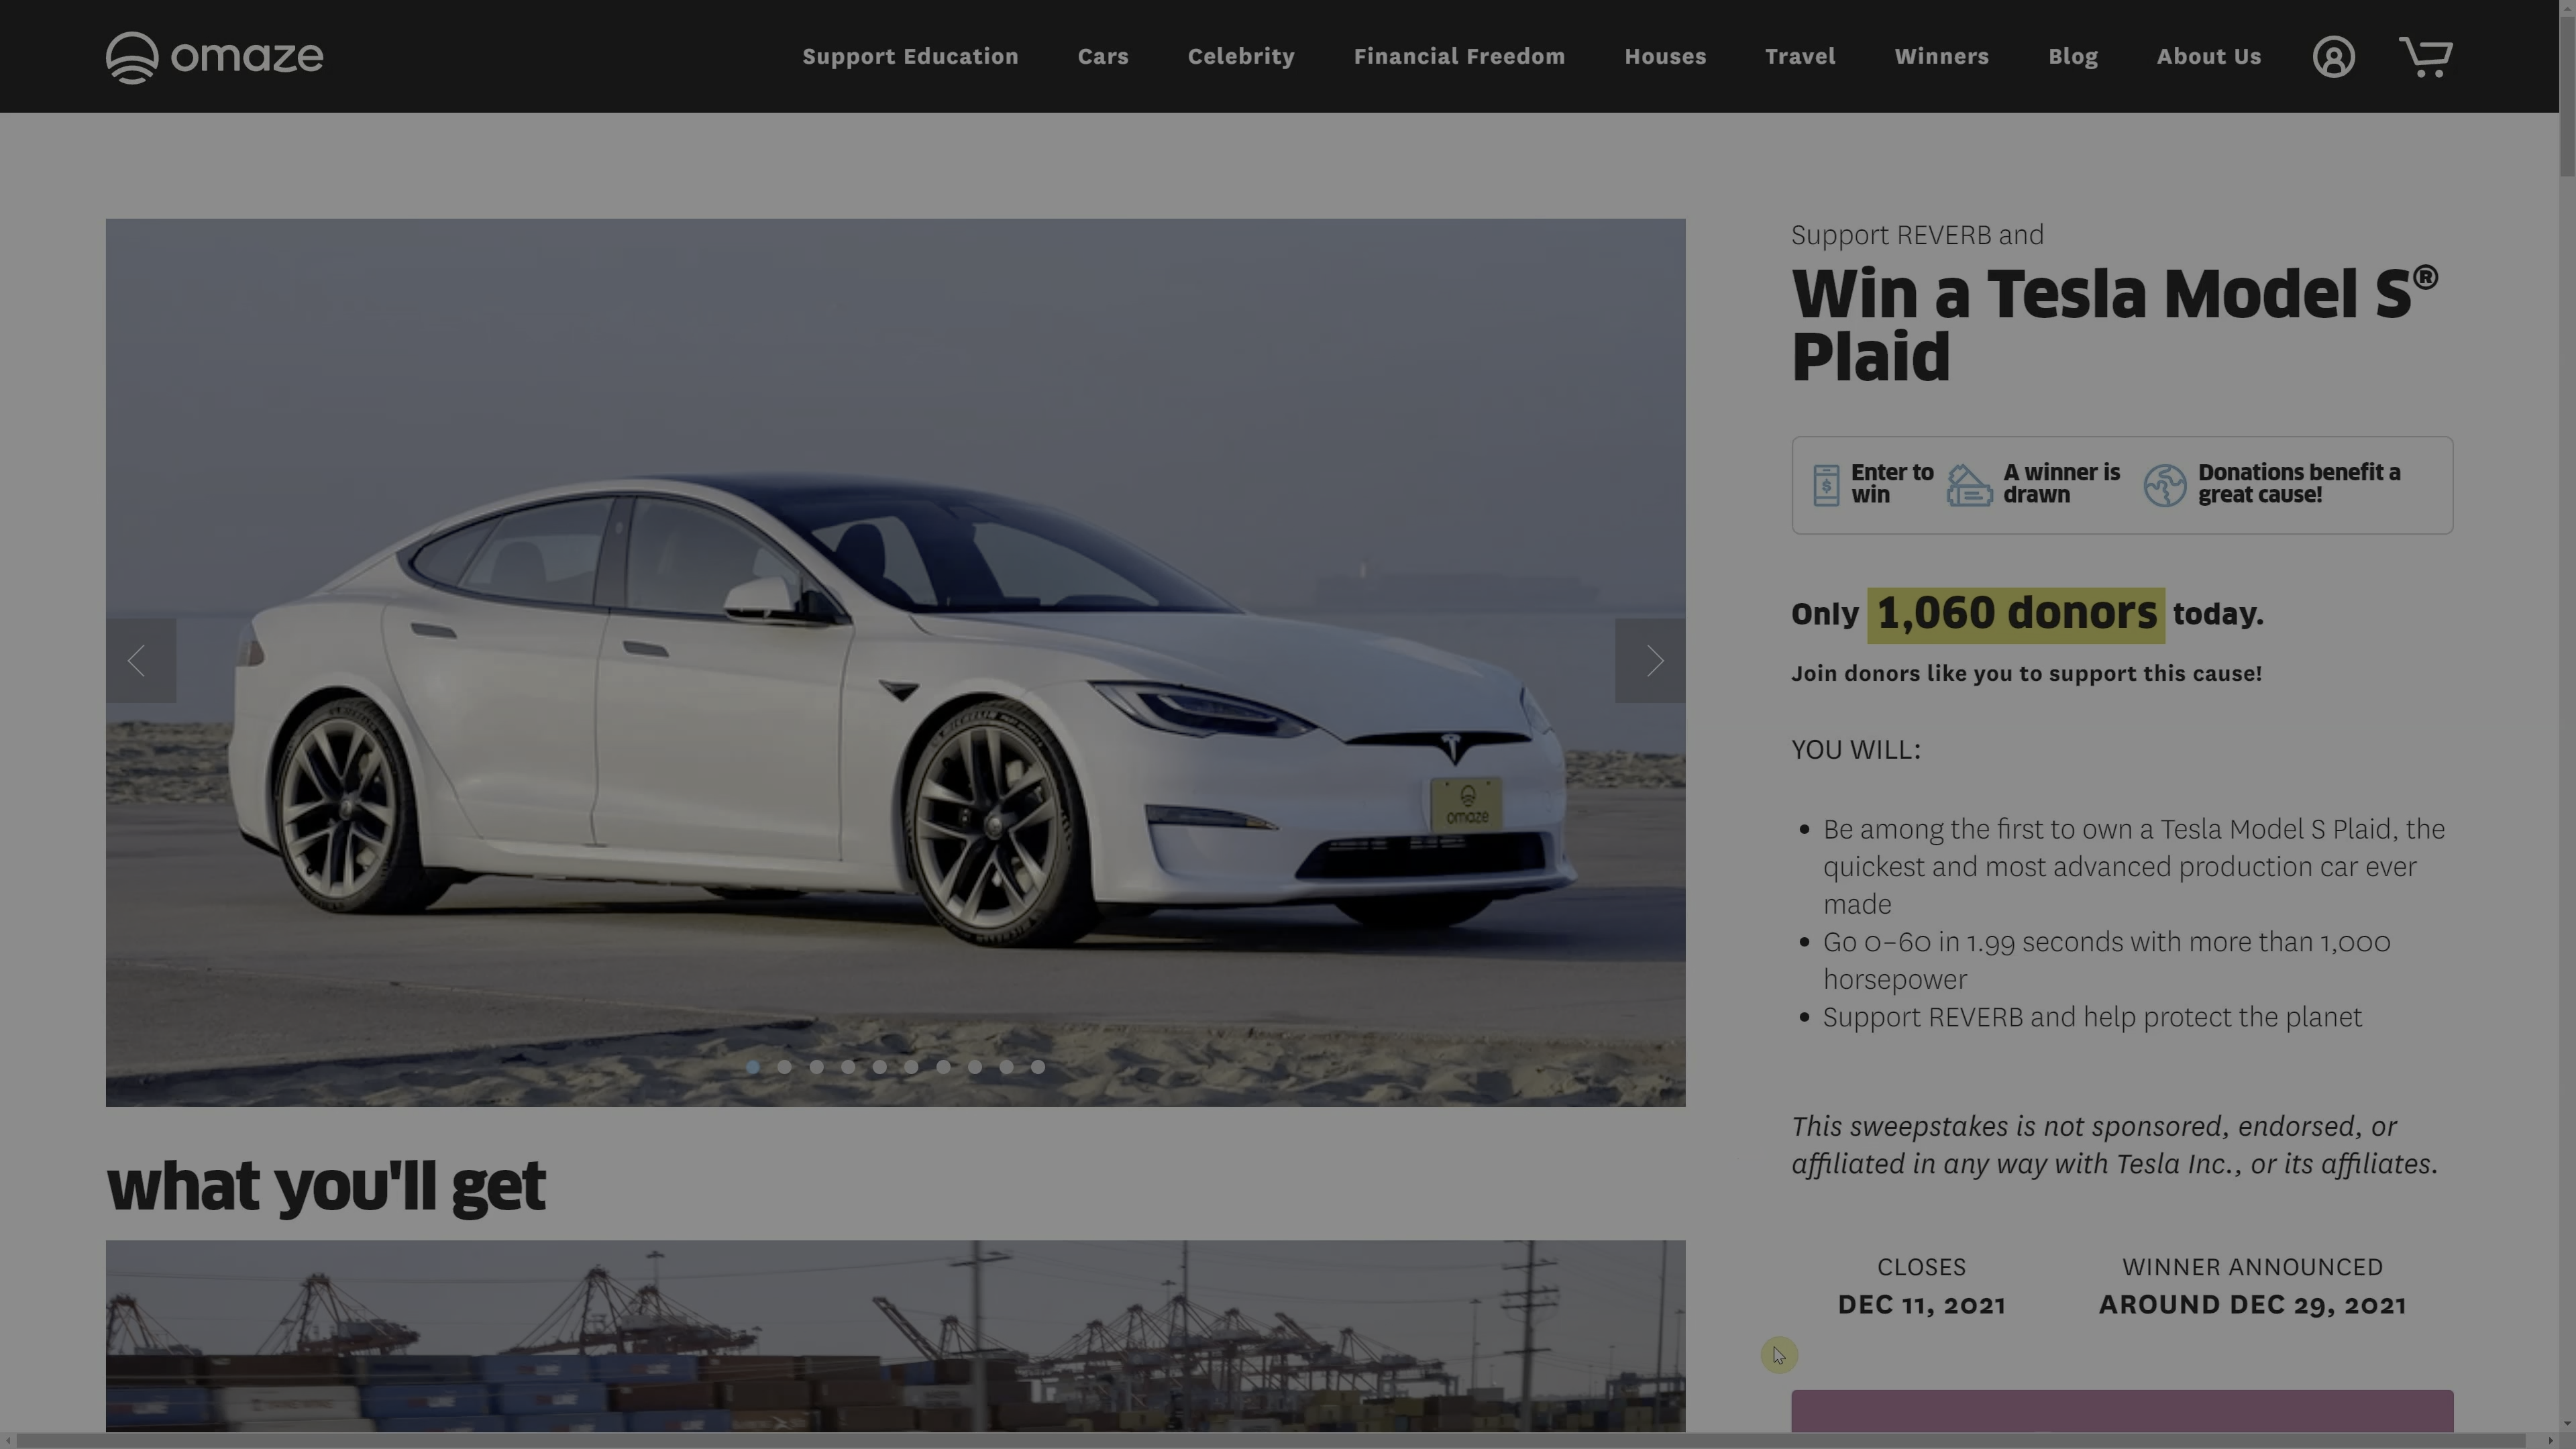 omaze
Support Education
Cars
Celebrity
Financial Freedom
Houses
Travel
Winners
Blog
About Us
Support REVERB and
Win a Tesla Model S®
Plaid
Enter to
win
A winner is
drawn
Donations benefit a
great cause!
Only 1,060 donors today.
Join donors like you to support this cause!
YOU WILL:
• Be among the first to own a Tesla Model S Plaid, the
quickest and most advanced production car ever
made
• Go 0–60 in 1.99 seconds with more than 1,000
horsepower
• Support REVERB and help protect the planet
omaze
This sweepstakes is not sponsored, endorsed, or
affiliated in any way with Tesla Inc., or its affiliates.
what you'll get
CLOSES
DEC 11, 2021
WINNER ANNOUNCED
AROUND DEC 29, 2021